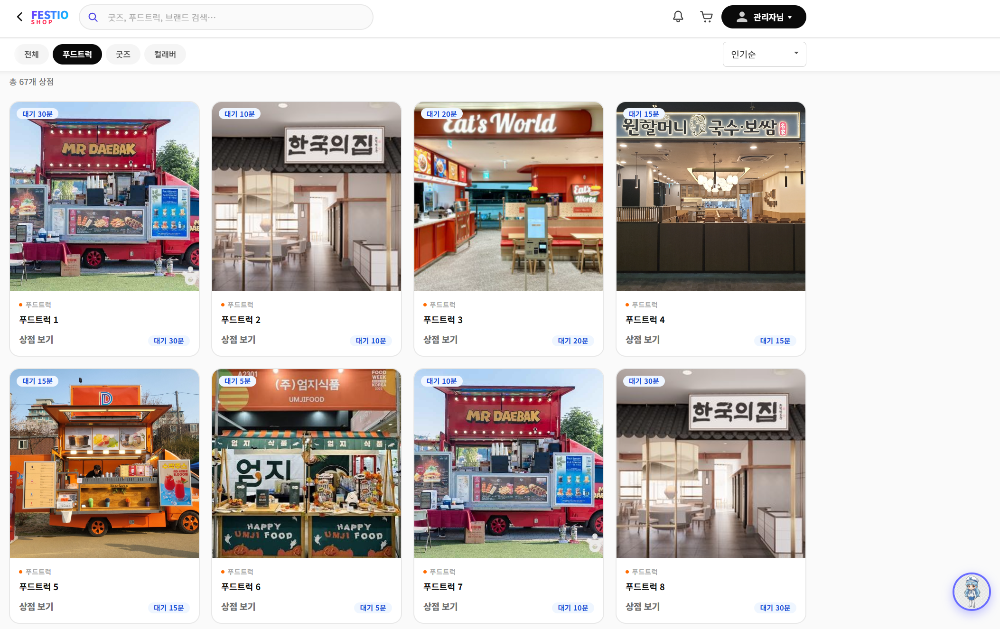 FESTIO
SHOP
굿즈, 푸드트럭, 브랜드 검색…
관리자님
전체
푸드트럭
굿즈
컬래버
인기순
총 67개 상점
대기 30분
MR DAEBAK
대기 10분
한국의집
대기 20분
Eat's World
Eat's
World
대기 15분
원할머니 국수·보쌈
名家
푸드트럭
푸드트럭 1
상점 보기
대기 30분
푸드트럭
푸드트럭 2
상점 보기
대기 10분
푸드트럭
푸드트럭 3
상점 보기
대기 20분
푸드트럭
푸드트럭 4
상점 보기
대기 15분
대기 15분
D
BEST LUCK
5,000원
대기 5분
A2301
(주)엄지식품
UMJIFOOD
FOOD
WEEK
KOREA
2025
엄지식품
엄지식품
엄지
NEW
HAPPY
UMJI FOOD
HAPPY
UMJI FOOD
대기 10분
MR DAEBAK
대기 30분
한국의집
푸드트럭
푸드트럭 5
상점 보기
대기 15분
푸드트럭
푸드트럭 6
상점 보기
대기 5분
푸드트럭
푸드트럭 7
상점 보기
대기 10분
푸드트럭
푸드트럭 8
상점 보기
대기 30분